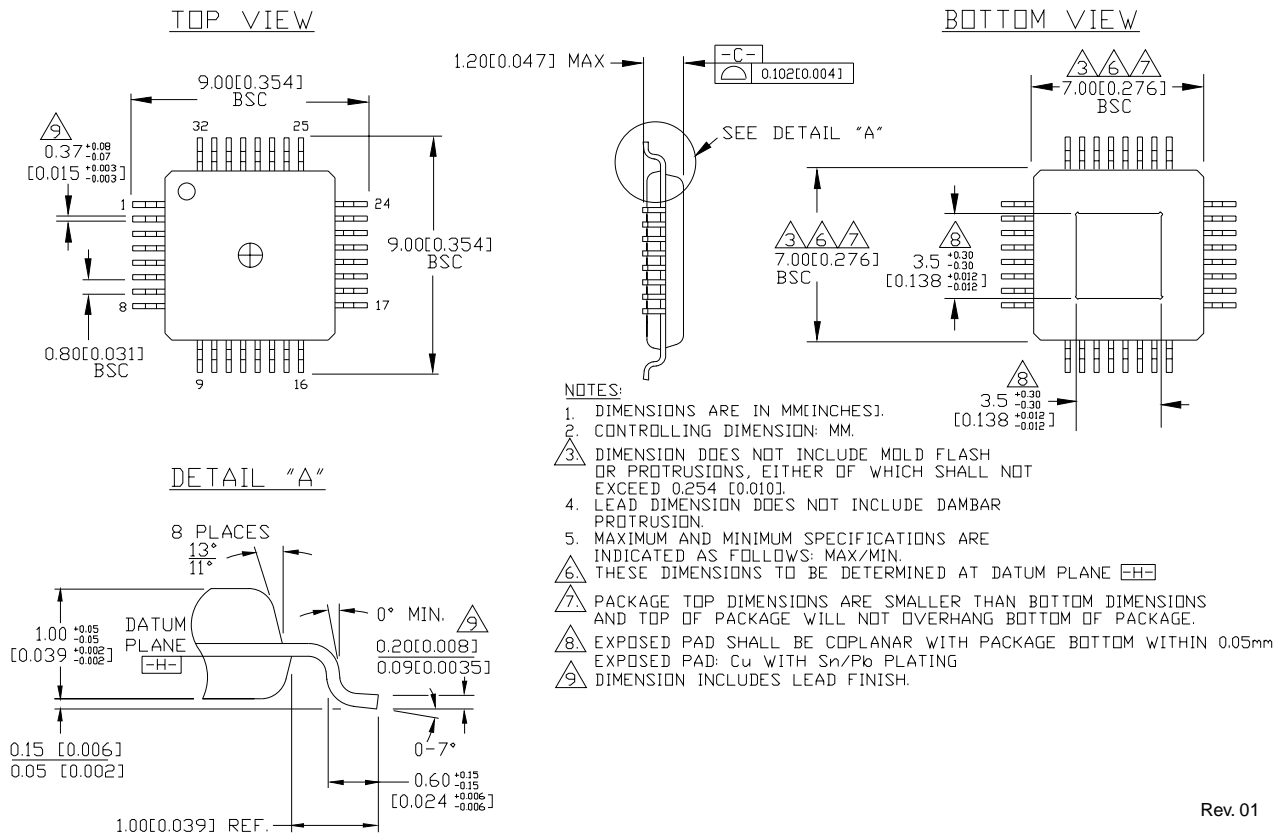 TOP VIEW
9.00[0.354]
BSC
9
0.37 +0.08 -0.07
[0.015 +0.003 -0.003]
32
25
1
24
8
17
9
16
0.80[0.031]
BSC
9.00[0.354]
BSC
1.20[0.047] MAX
-C-
0.102[0.004]
SEE DETAIL "A"
BOTTOM VIEW
3 6 7
7.00[0.276]
BSC
3 6 7
7.00[0.276]
BSC
8
3.5 +0.30 -0.30
[0.138 +0.012 -0.012]
8
3.5 +0.30 -0.30
[0.138 +0.012 -0.012]
NOTES:
1. DIMENSIONS ARE IN MM[INCHES].
2. CONTROLLING DIMENSION: MM.
3. DIMENSION DOES NOT INCLUDE MOLD FLASH
OR PROTRUSIONS, EITHER OF WHICH SHALL NOT
EXCEED 0.254 [0.010].
4. LEAD DIMENSION DOES NOT INCLUDE DAMBAR
PROTRUSION.
5. MAXIMUM AND MINIMUM SPECIFICATIONS ARE
INDICATED AS FOLLOWS: MAX/MIN.
6. THESE DIMENSIONS TO BE DETERMINED AT DATUM PLANE -H-
7. PACKAGE TOP DIMENSIONS ARE SMALLER THAN BOTTOM DIMENSIONS
AND TOP OF PACKAGE WILL NOT OVERHANG BOTTOM OF PACKAGE.
8. EXPOSED PAD SHALL BE COPLANAR WITH PACKAGE BOTTOM WITHIN 0.05mm
EXPOSED PAD: Cu WITH Sn/Pb PLATING
9. DIMENSION INCLUDES LEAD FINISH.
DETAIL "A"
8 PLACES
13°
11°
1.00 +0.05 -0.05
[0.039 +0.002 -0.002]
DATUM
PLANE
-H-
0° MIN.
9
0.20[0.008]
0.09[0.0035]
0.15 [0.006]
0.05 [0.002]
0-7°
0.60 +0.15 -0.15
[0.024 +0.006 -0.006]
1.00[0.039] REF.
Rev. 01